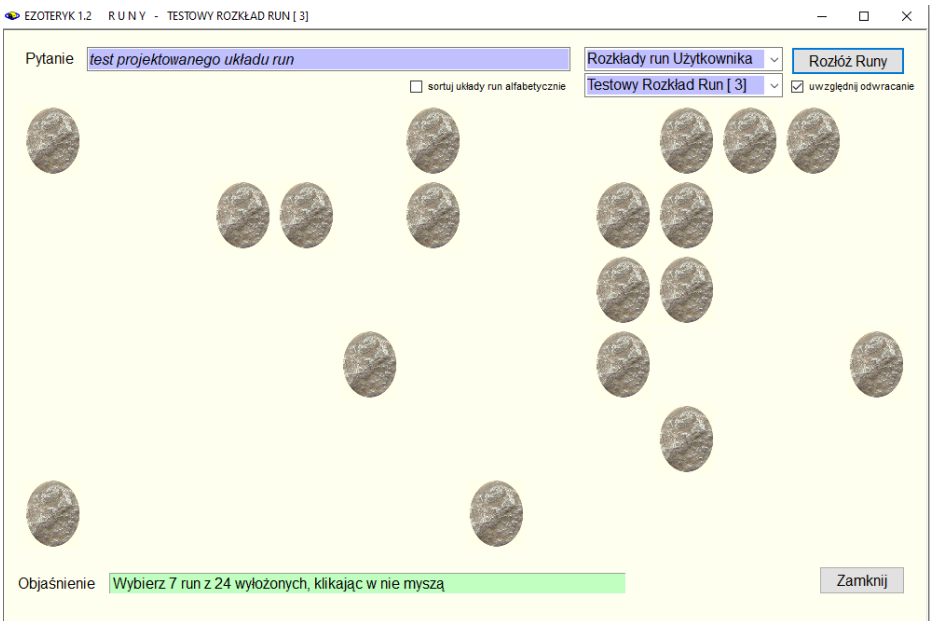 EZOTERYK 1.2 R U N Y - TESTOWY ROZKŁAD RUN [ 3]
Pytanie test projektowanego układu run Rozkłady run Użytkownika Rozłóż Runy
sortuj układy run alfabetycznie Testowy Rozkład Run [ 3] uwzględnij odwracanie
Objaśnienie Wybierz 7 run z 24 wyłożonych, klikając w nie myszą Zamknij